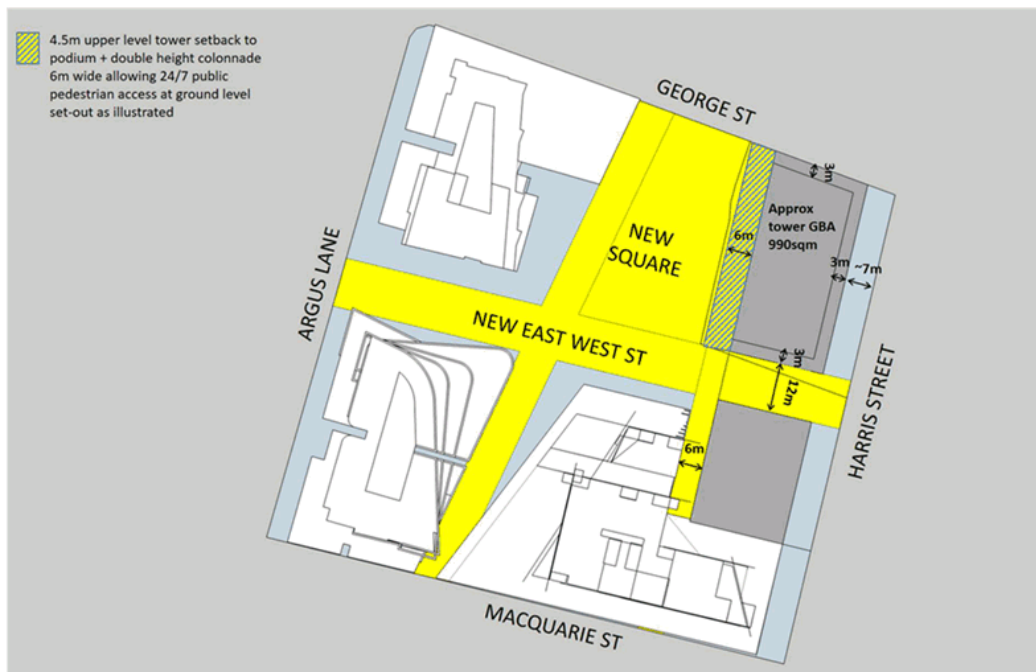 4.5m upper level tower setback to
podium + double height colonnade
6m wide allowing 24/7 public
pedestrian access at ground level
set-out as illustrated
GEORGE ST
3m
Approx
tower GBA
990sqm
6m
NEW
SQUARE
3m
~7m
ARGUS LANE
NEW EAST WEST ST
3m
12m
HARRIS STREET
6m
MACQUARIE ST